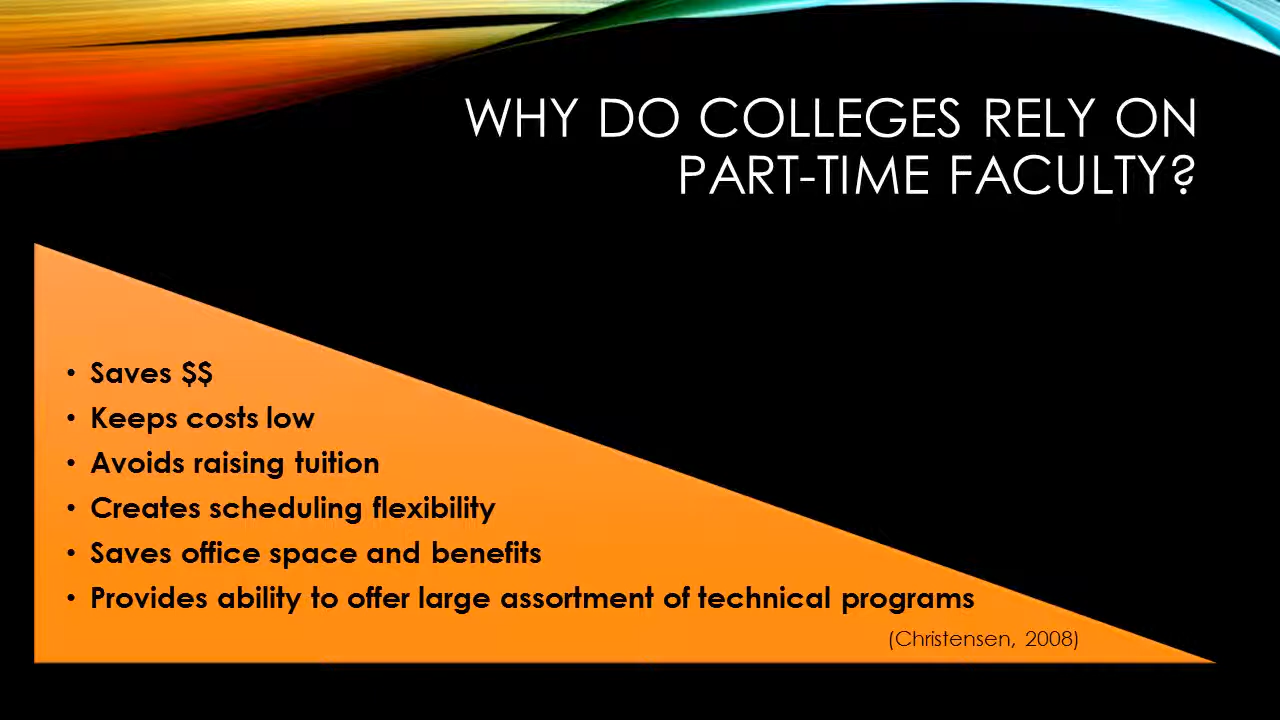 WHY DO COLLEGES RELY ON
PART-TIME FACULTY?
• Saves $$
• Keeps costs low
• Avoids raising tuition
• Creates scheduling flexibility
• Saves office space and benefits
• Provides ability to offer large assortment of technical programs
(Christensen, 2008)